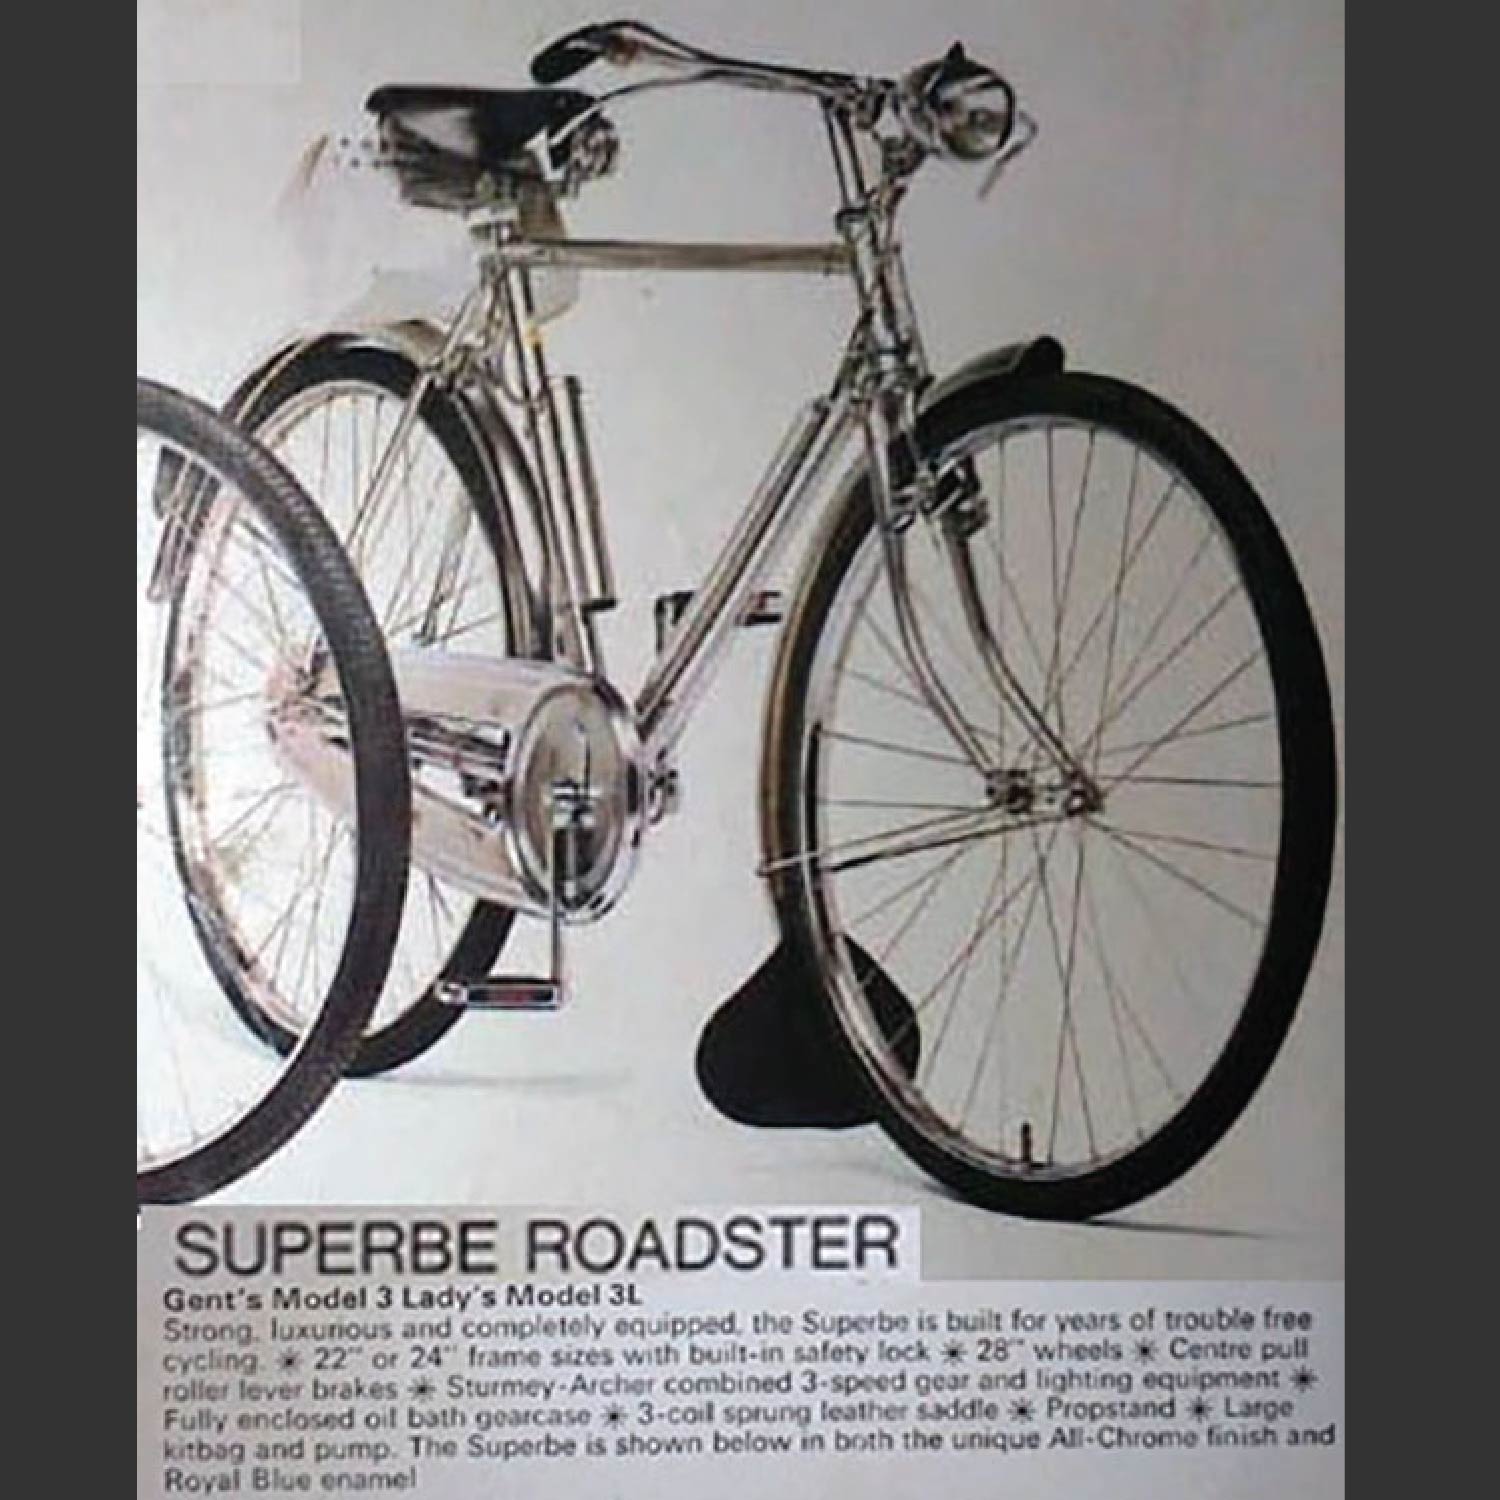 SUPERBE ROADSTER
Gent's Model 3 Lady's Model 3L
Strong, luxurious and completely equipped, the Superbe is built for years of trouble free
cycling. ✳ 22" or 24" frame sizes with built-in safety lock ✳ 28" wheels ✳ Centre pull
roller lever brakes ✳ Sturmey-Archer combined 3-speed gear and lighting equipment ✳
Fully enclosed oil bath gearcase ✳ 3-coil sprung leather saddle ✳ Propstand ✳ Large
kitbag and pump. The Superbe is shown below in both the unique All-Chrome finish and
Royal Blue enamel